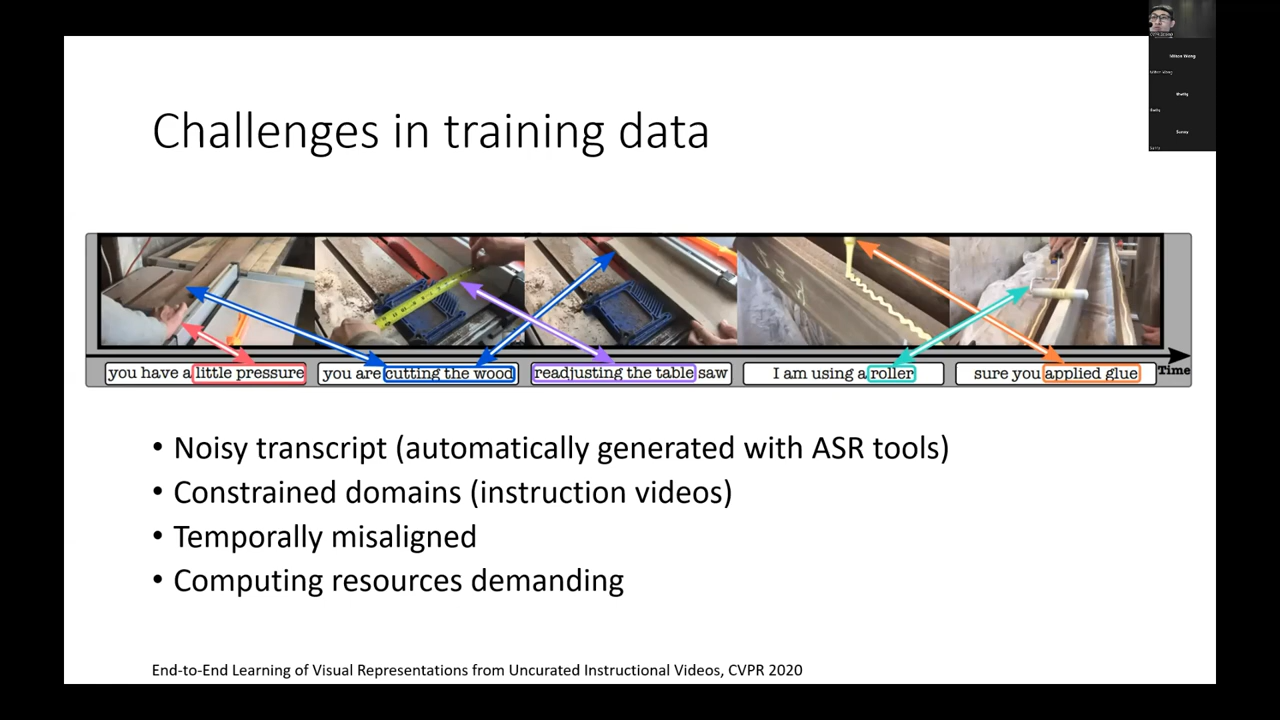 Challenges in training data
you have a little pressure
you are cutting the wood
readjusting the table saw
I am using a roller
sure you applied glue
Time
• Noisy transcript (automatically generated with ASR tools)
• Constrained domains (instruction videos)
• Temporally misaligned
• Computing resources demanding
End-to-End Learning of Visual Representations from Uncurated Instructional Videos, CVPR 2020